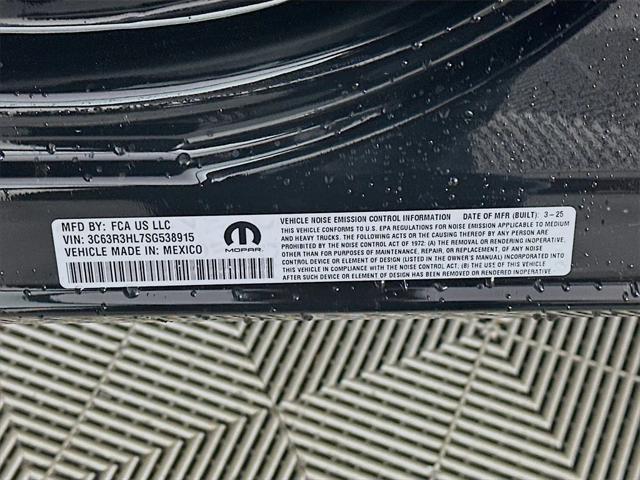 MFD BY: FCA US LLC
VIN: 3C63R3HL7SG538915
VEHICLE MADE IN: MEXICO
MOPAR
VEHICLE NOISE EMISSION CONTROL INFORMATION DATE OF MFR (BUILT): 3-25
THIS VEHICLE CONFORMS TO U.S. EPA REGULATIONS FOR NOISE EMISSION APPLICABLE TO MEDIUM
AND HEAVY TRUCKS. THE FOLLOWING ACTS OR THE CAUSING THEREOF BY ANY PERSON ARE
PROHIBITED BY THE NOISE CONTROL ACT OF 1972: (A) THE REMOVAL OR RENDERING INOPERATIVE,
OTHER THAN FOR PURPOSES OF MAINTENANCE, REPAIR, OR REPLACEMENT, OF ANY NOISE
CONTROL DEVICE OR ELEMENT OF DESIGN (LISTED IN THE OWNER'S MANUAL) INCORPORATED INTO
THIS VEHICLE IN COMPLIANCE WITH THE NOISE CONTROL ACT; (B) THE USE OF THIS VEHICLE
AFTER SUCH DEVICE OR ELEMENT OF DESIGN HAS BEEN REMOVED OR RENDERED INOPERATIVE